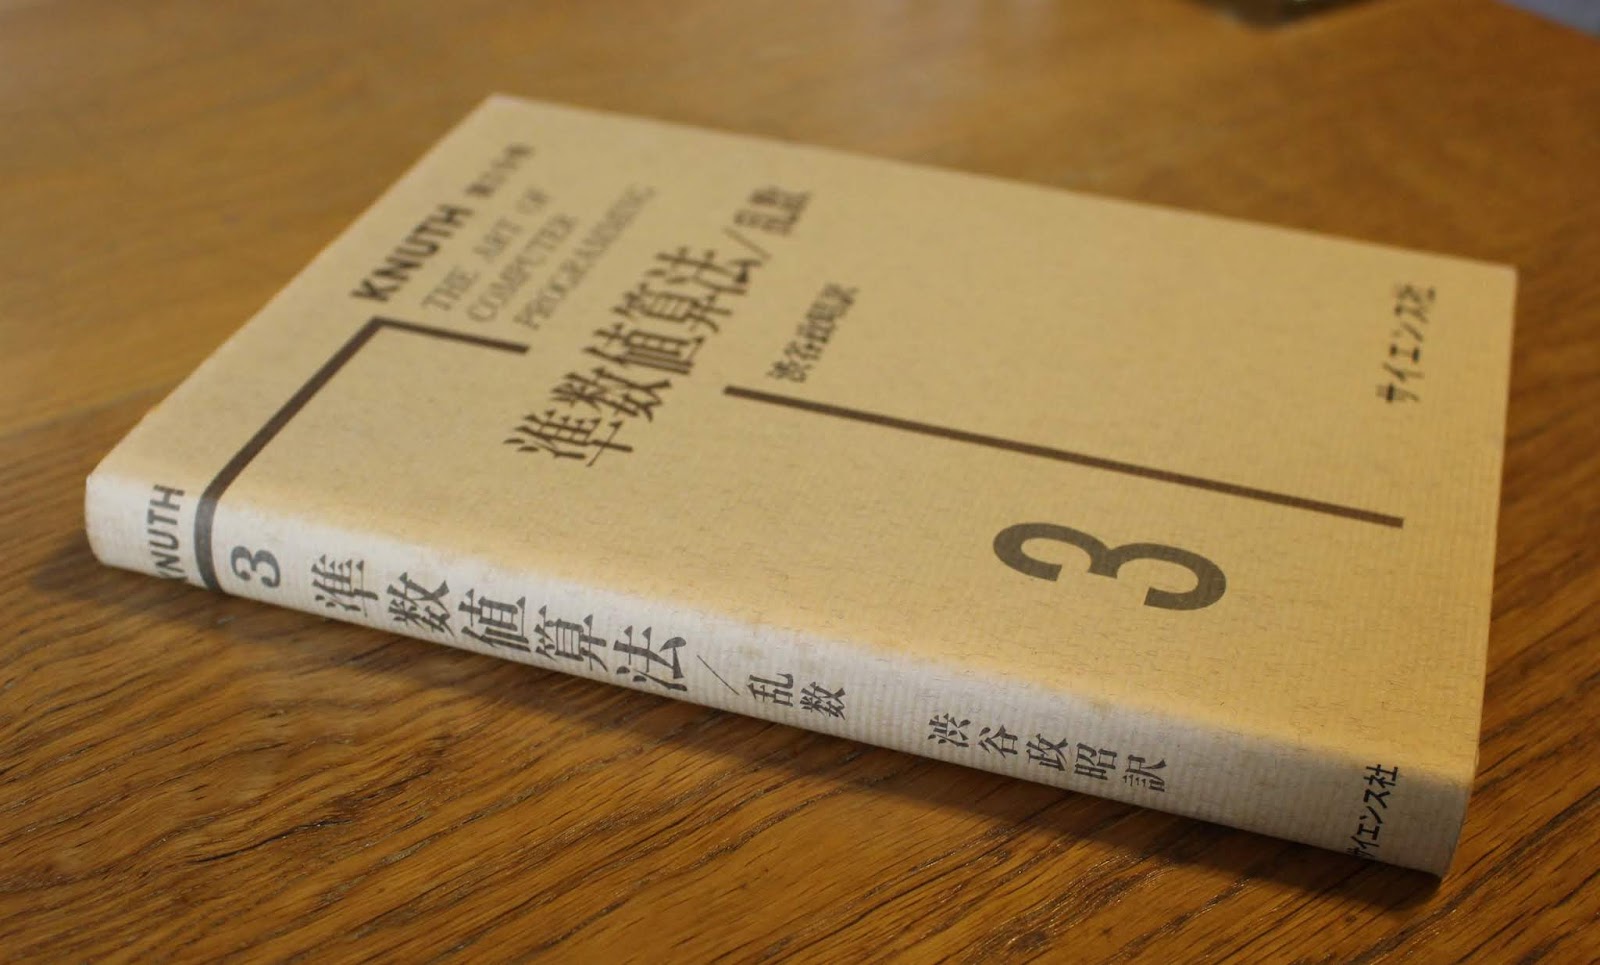 KNUTH
THE ART OF
COMPUTER
PROGRAMMING
準数値算法/乱数
渋谷政昭訳
3
サイエンス社
KNUTH
3
準数値算法/乱数
渋谷政昭訳
サイエンス社